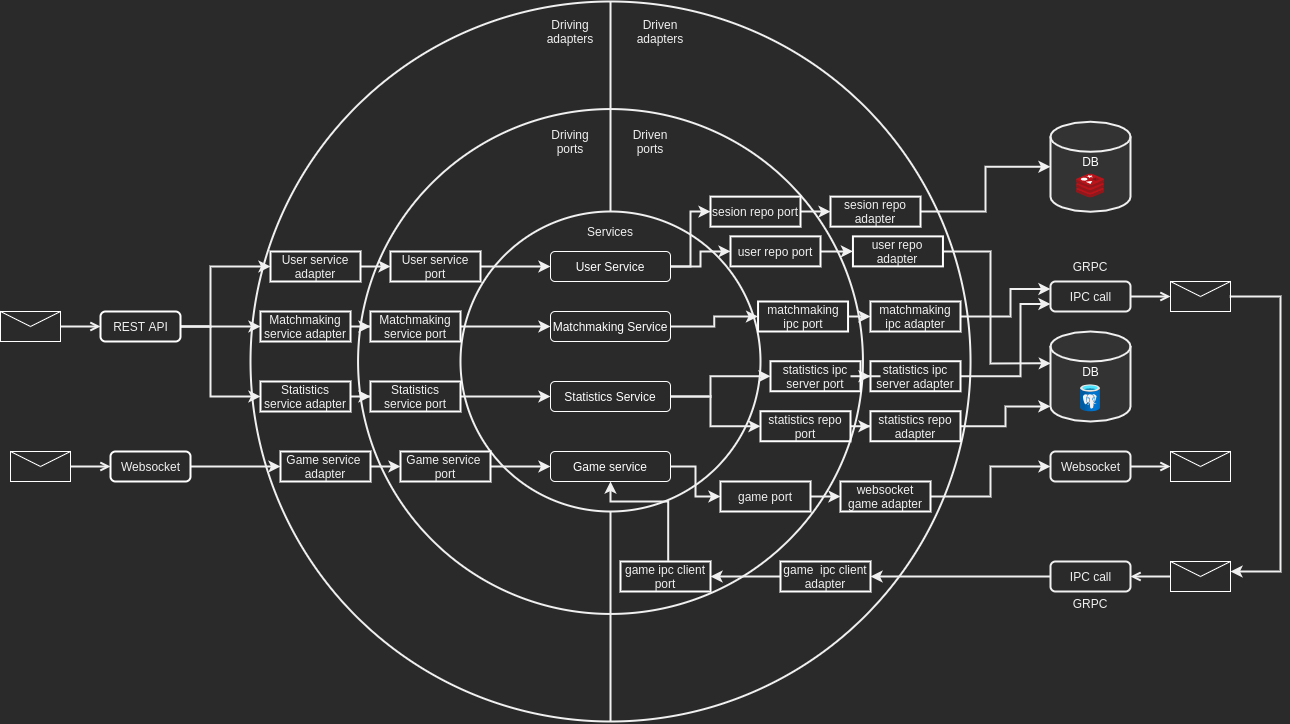 Driving
adapters
Driven
adapters
Driving
ports
Driven
ports
Services
DB
sesion repo port
sesion repo
adapter
user repo port
user repo
adapter
User service
adapter
User service
port
User Service
GRPC
IPC call
REST API
Matchmaking
service adapter
Matchmaking
service port
Matchmaking Service
matchmaking
ipc port
matchmaking
ipc adapter
DB
Statistics
service adapter
Statistics
service port
Statistics Service
statistics ipc
server port
statistics ipc
server adapter
statistics repo
port
statistics repo
adapter
Websocket
Game service
adapter
Game service
port
Game service
game port
websocket
game adapter
Websocket
game ipc client
port
game ipc client
adapter
IPC call
GRPC